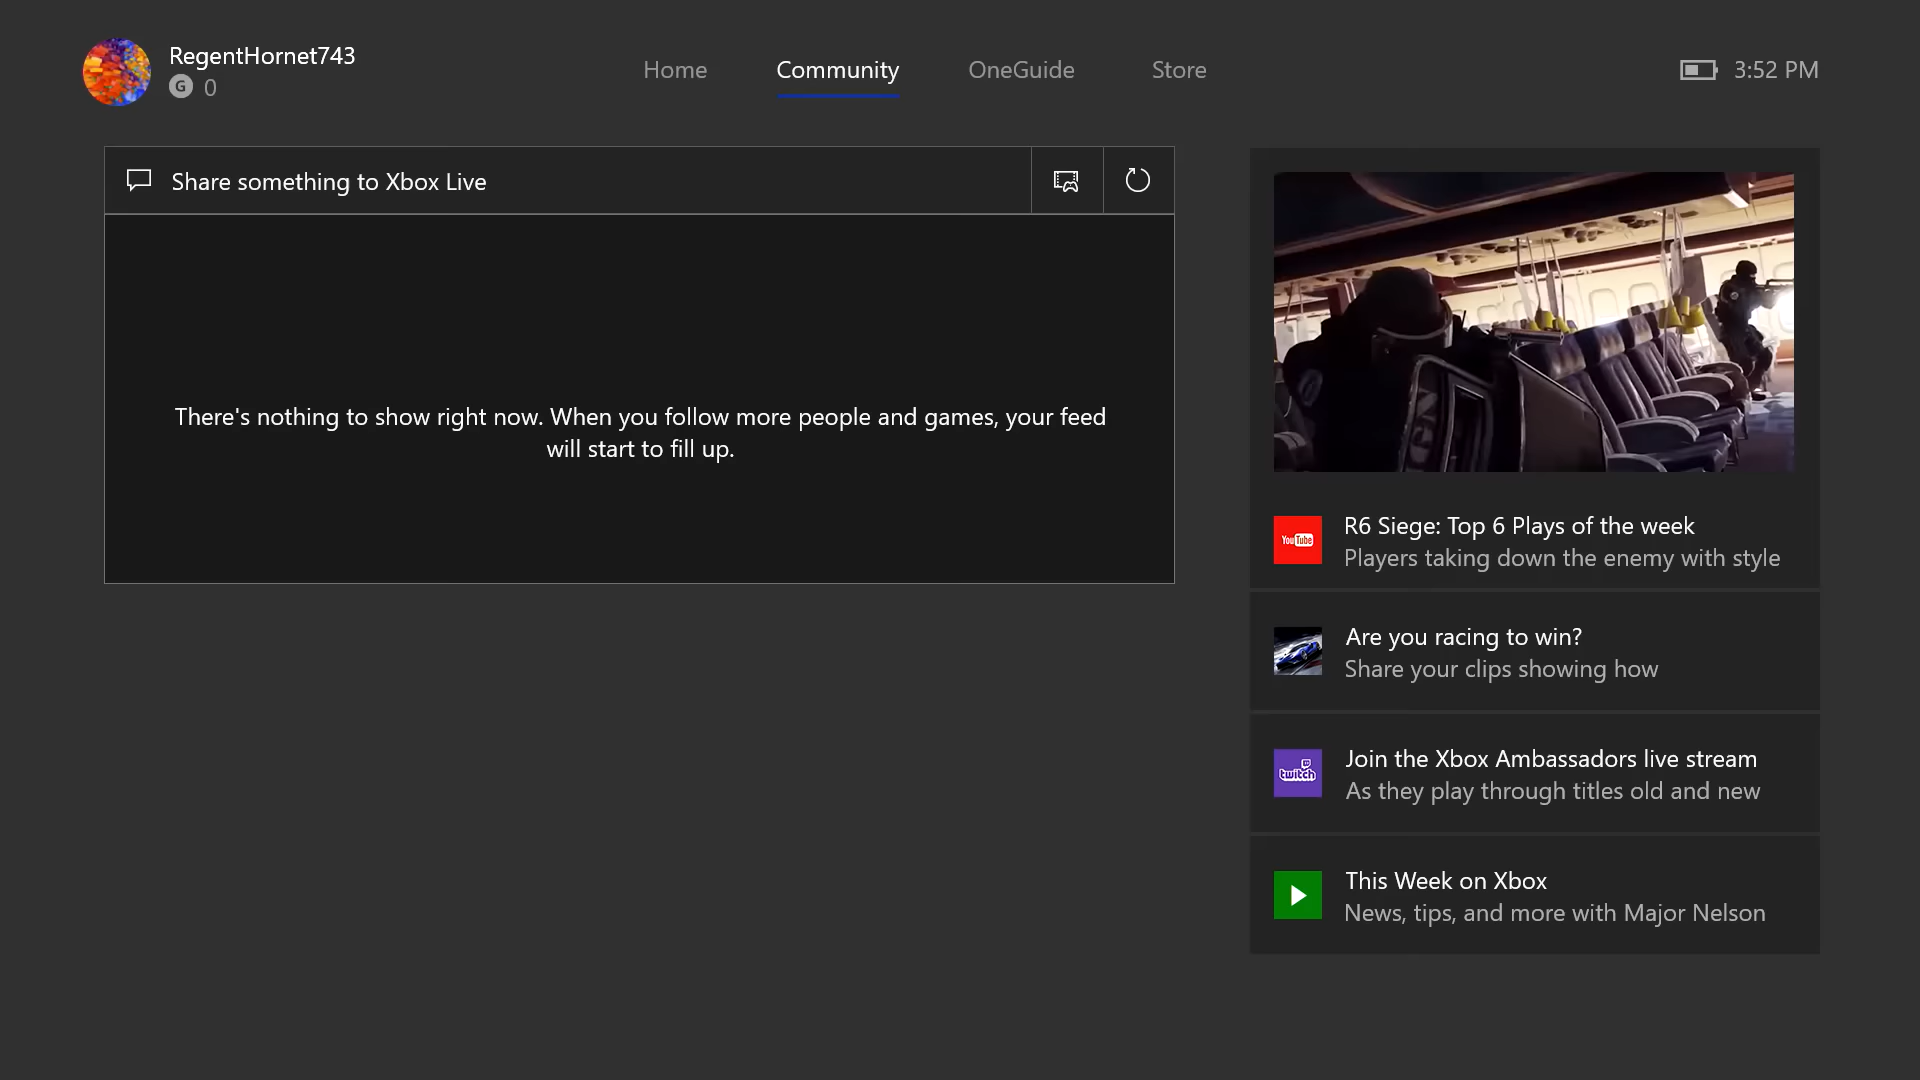 RegentHornet743
G 0
Home
Community
OneGuide
Store
3:52 PM
Share something to Xbox Live
There's nothing to show right now. When you follow more people and games, your feed
will start to fill up.
YouTube
R6 Siege: Top 6 Plays of the week
Players taking down the enemy with style
Are you racing to win?
Share your clips showing how
twitch
Join the Xbox Ambassadors live stream
As they play through titles old and new
This Week on Xbox
News, tips, and more with Major Nelson